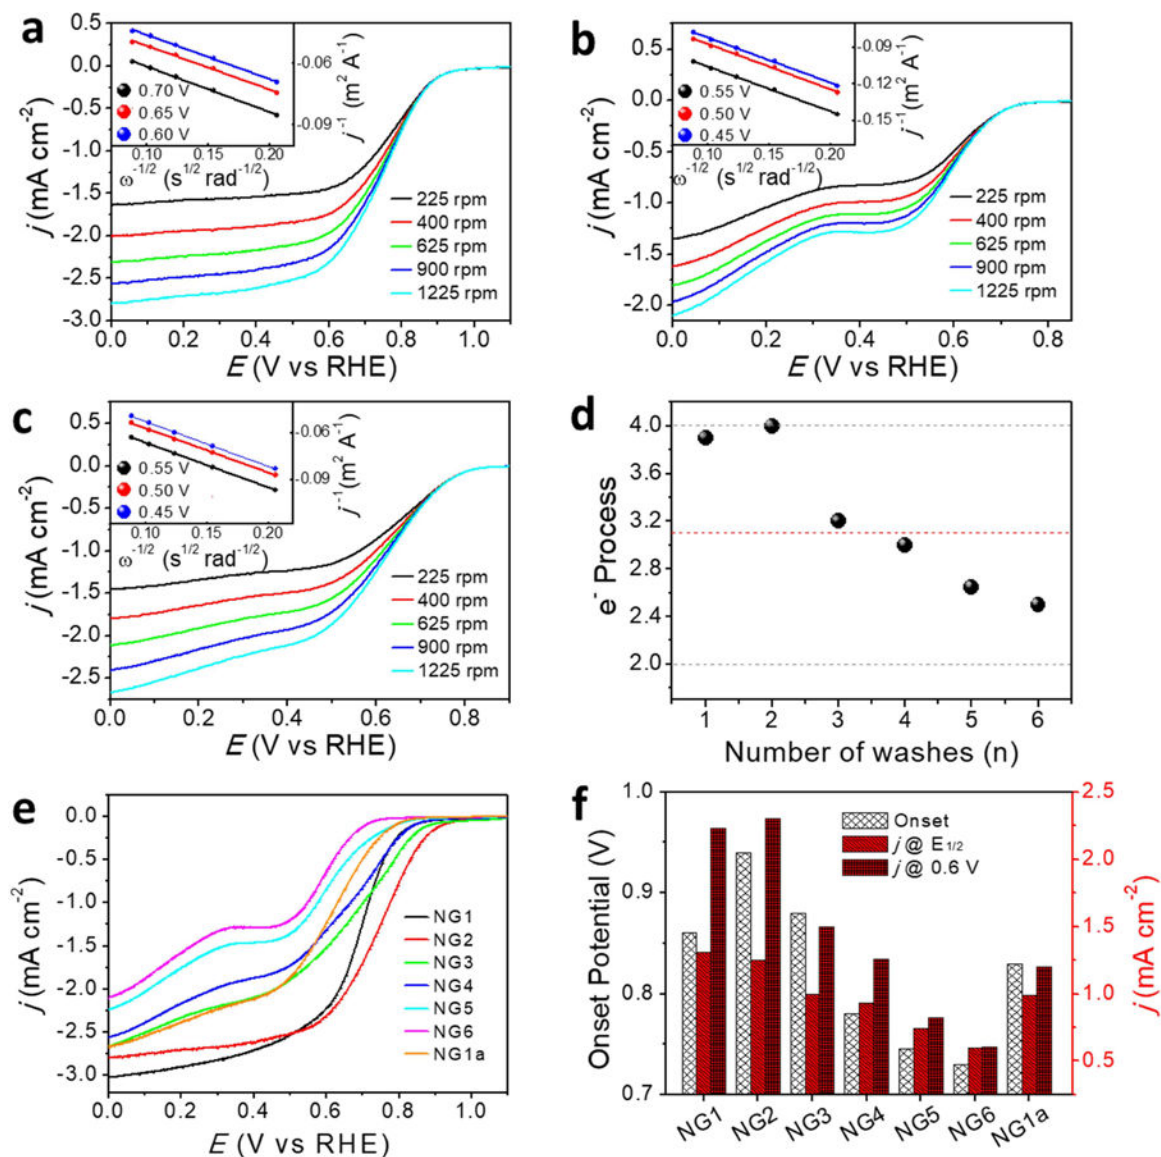 a
0.5
0.0
-0.5
-1.0
-1.5
-2.0
-2.5
-3.0
j (mA cm-2)
0.70 V
0.65 V
0.60 V
0.10 0.15 0.20
ω-1/2 (s1/2 rad-1/2)
-0.06
-0.09
j-1 (m2 A-1)
225 rpm
400 rpm
625 rpm
900 rpm
1225 rpm
0.0 0.2 0.4 0.6 0.8 1.0
E (V vs RHE)
b
0.5
0.0
-0.5
-1.0
-1.5
-2.0
j (mA cm-2)
0.55 V
0.50 V
0.45 V
0.10 0.15 0.20
ω-1/2 (s1/2 rad-1/2)
-0.09
-0.12
-0.15
j-1 (m2 A-1)
225 rpm
400 rpm
625 rpm
900 rpm
1225 rpm
0.0 0.2 0.4 0.6 0.8
E (V vs RHE)
c
0.5
0.0
-0.5
-1.0
-1.5
-2.0
-2.5
j (mA cm-2)
0.55 V
0.50 V
0.45 V
0.10 0.15 0.20
ω-1/2 (s1/2 rad-1/2)
-0.06
-0.09
j-1 (m2 A-1)
225 rpm
400 rpm
625 rpm
900 rpm
1225 rpm
0.0 0.2 0.4 0.6 0.8
E (V vs RHE)
d
4.0
3.6
3.2
2.8
2.4
2.0
e- Process
1 2 3 4 5 6
Number of washes (n)
e
0.0
-0.5
-1.0
-1.5
-2.0
-2.5
-3.0
j (mA cm-2)
NG1
NG2
NG3
NG4
NG5
NG6
NG1a
0.0 0.2 0.4 0.6 0.8 1.0
E (V vs RHE)
f
1.0
0.9
0.8
0.7
Onset Potential (V)
Onset
j @ E1/2
j @ 0.6 V
2.5
2.0
1.5
1.0
0.5
j (mA cm-2)
NG1 NG2 NG3 NG4 NG5 NG6 NG1a